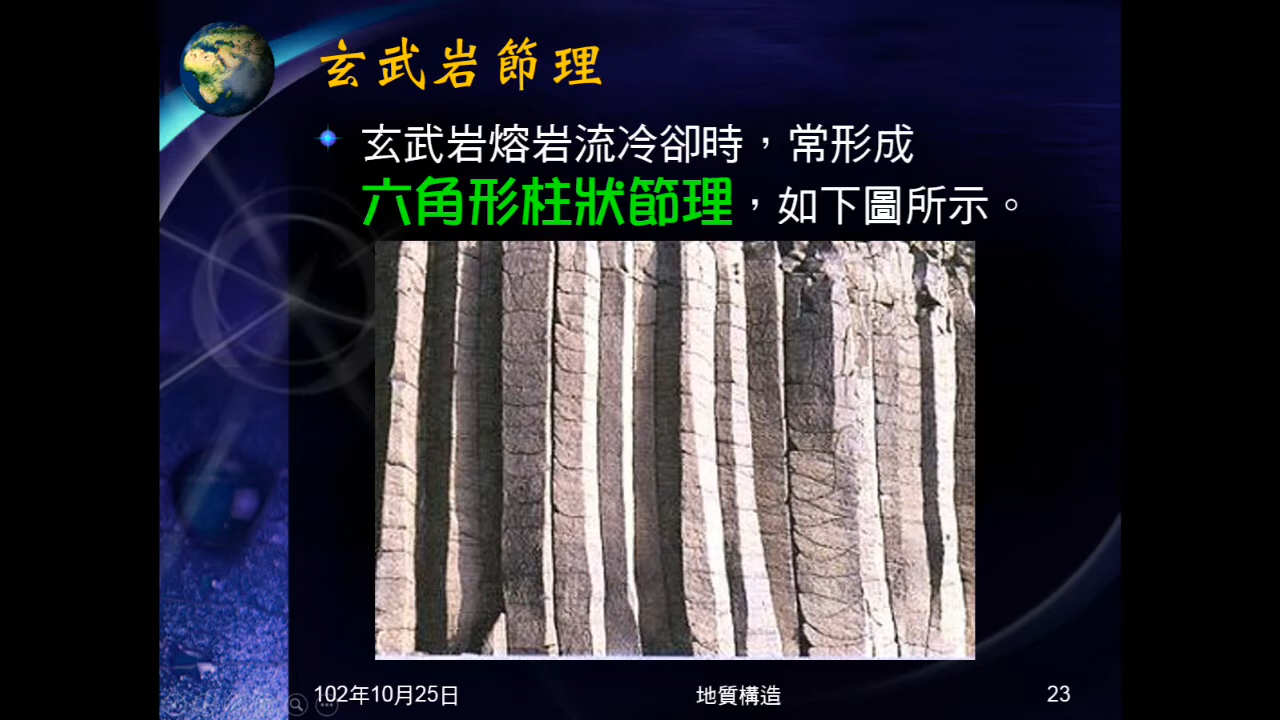 玄武岩節理
玄武岩熔岩流冷卻時，常形成
六角形柱狀節理，如下圖所示。
102年10月25日
地質構造
23